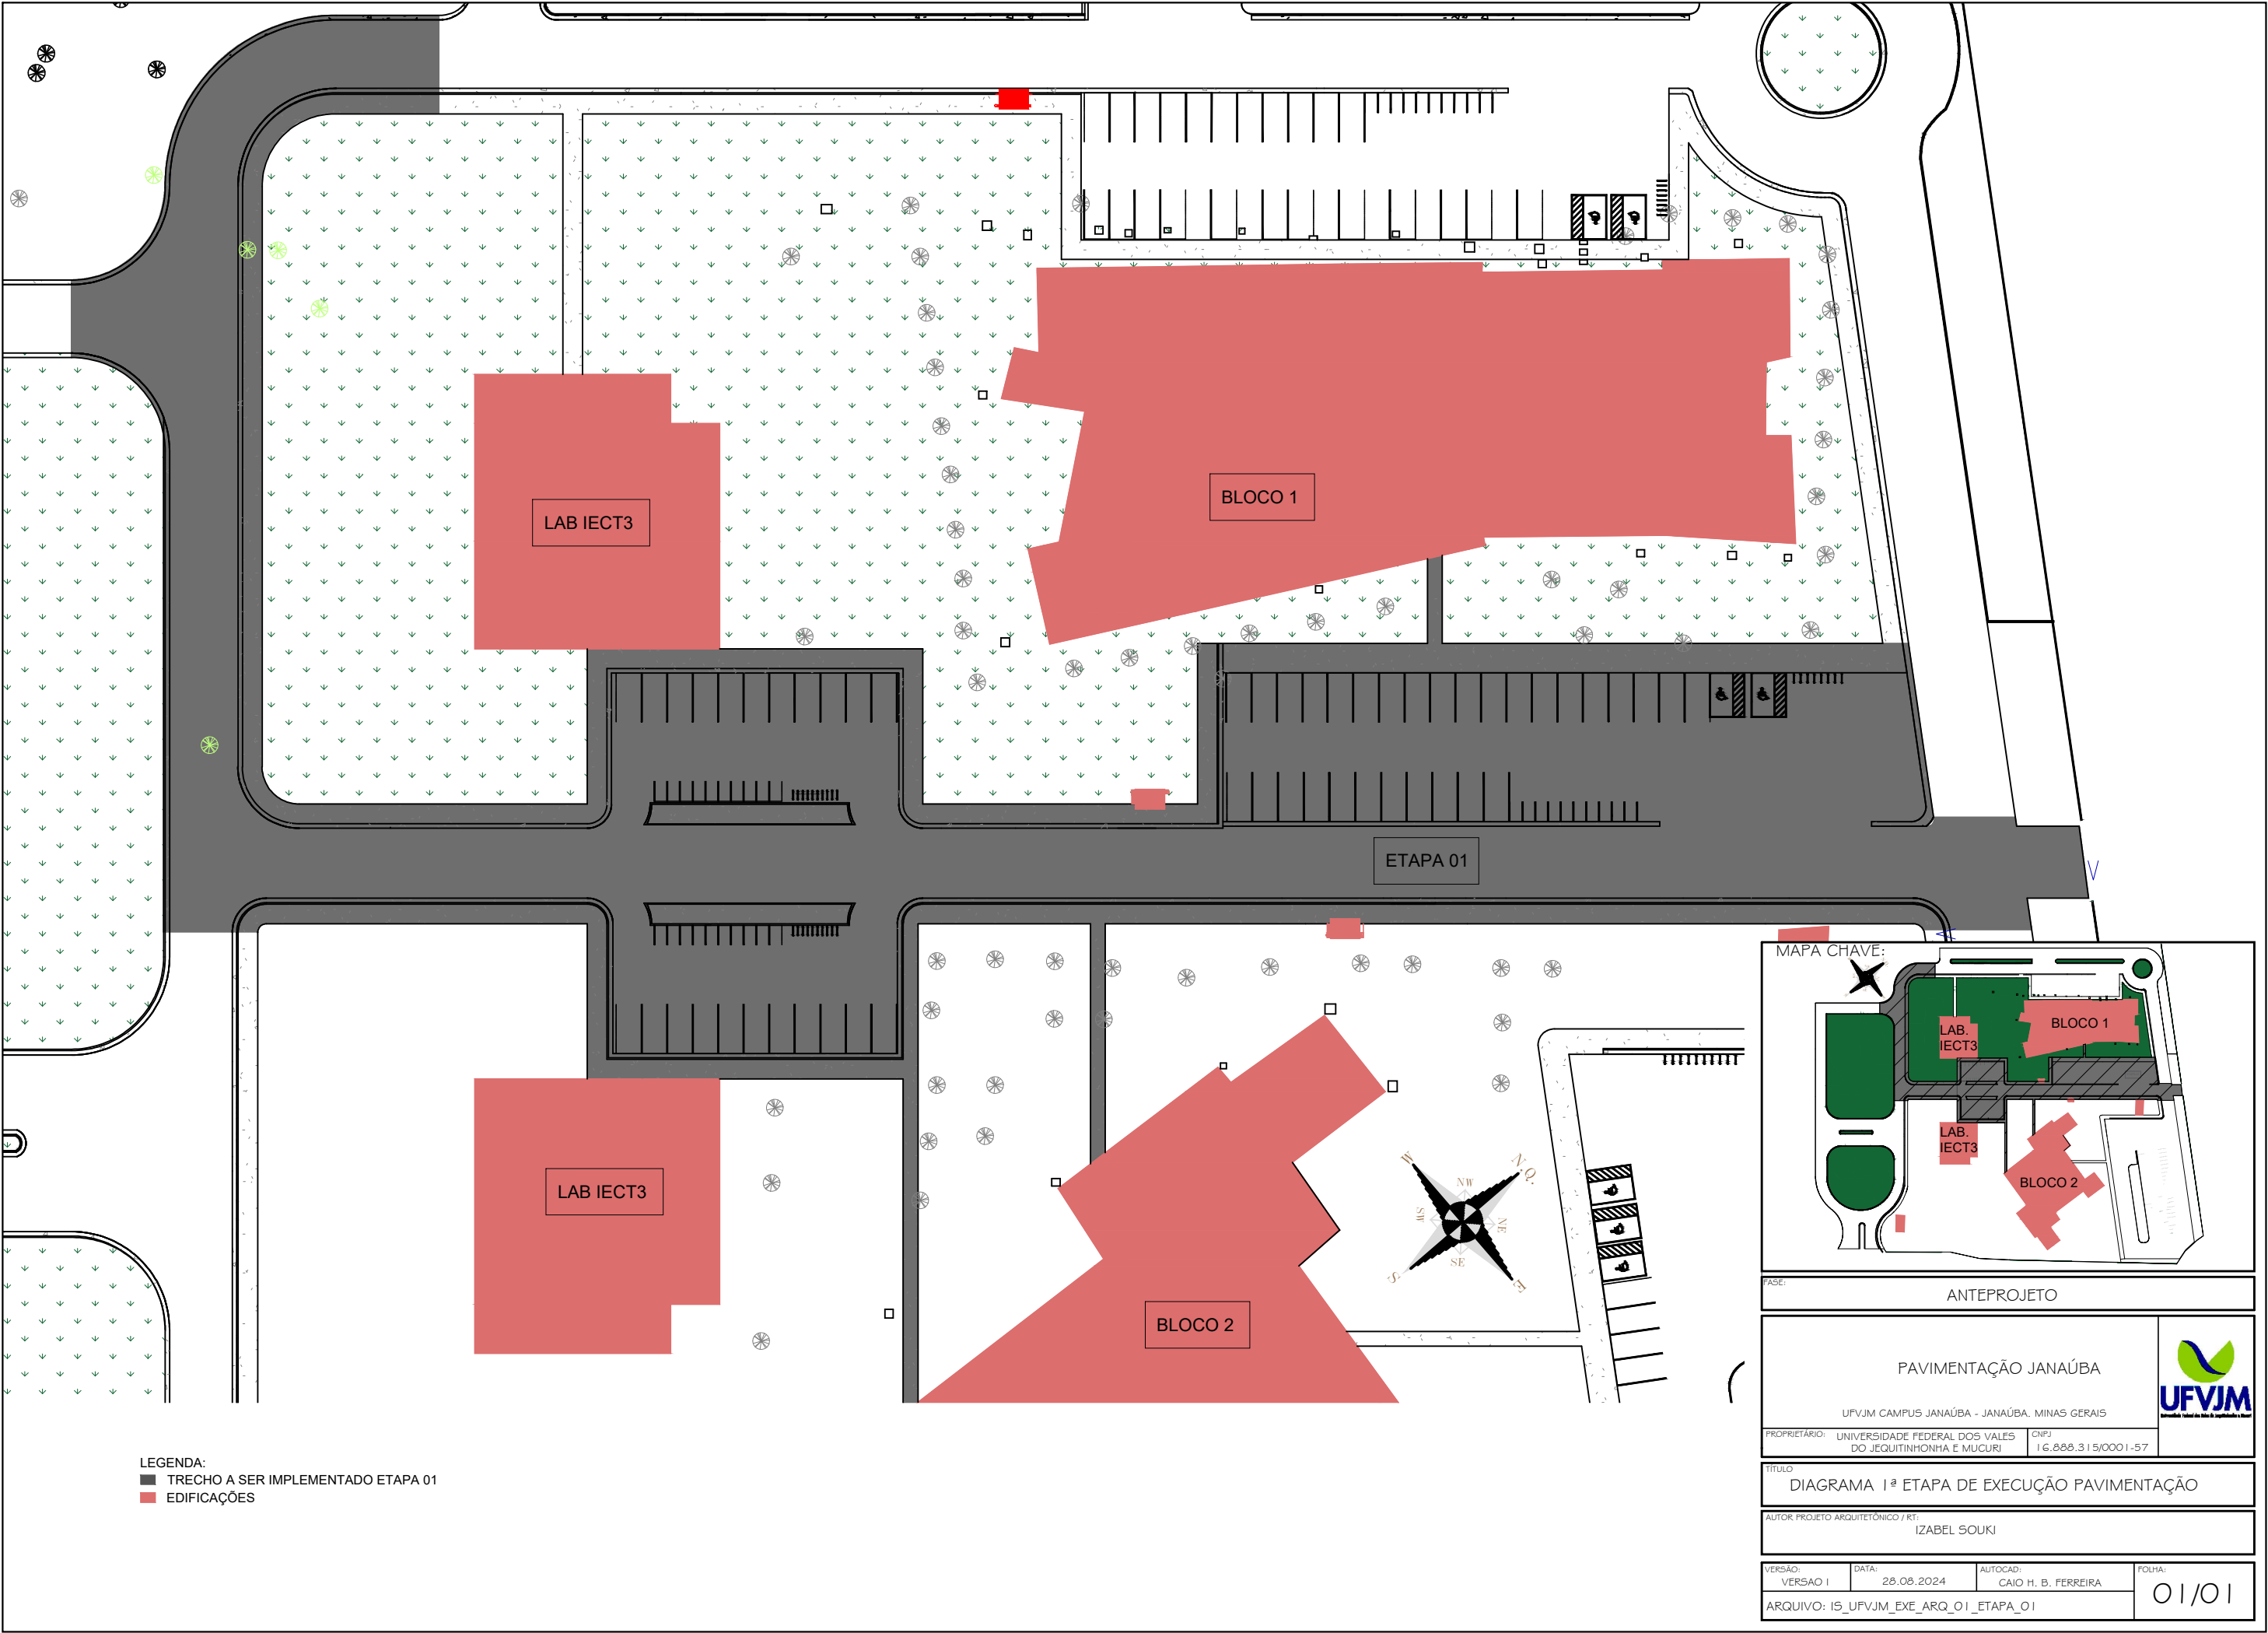 LAB IECT3
BLOCO 1
ETAPA 01
LAB IECT3
BLOCO 2
W
N.Q.
NW
SW
NE
SE
S
E
MAPA CHAVE:
LAB.
IECT3
BLOCO 1
LAB.
IECT3
BLOCO 2
FASE:
ANTEPROJETO
PAVIMENTAÇÃO JANAÚBA
UFVJM CAMPUS JANAÚBA - JANAÚBA, MINAS GERAIS
UFVJM
PROPRIETÁRIO: UNIVERSIDADE FEDERAL DOS VALES
DO JEQUITINHONHA E MUCURI
CNPJ
16.888.315/0001-57
TÍTULO
DIAGRAMA 1ª ETAPA DE EXECUÇÃO PAVIMENTAÇÃO
AUTOR PROJETO ARQUITETÔNICO / RT:
IZABEL SOUKI
VERSÃO:
VERSAO 1
DATA:
28.08.2024
AUTOCAD:
CAIO H. B. FERREIRA
FOLHA:
01/01
ARQUIVO: IS_UFVJM_EXE_ARQ_01_ETAPA_01
LEGENDA:
TRECHO A SER IMPLEMENTADO ETAPA 01
EDIFICAÇÕES